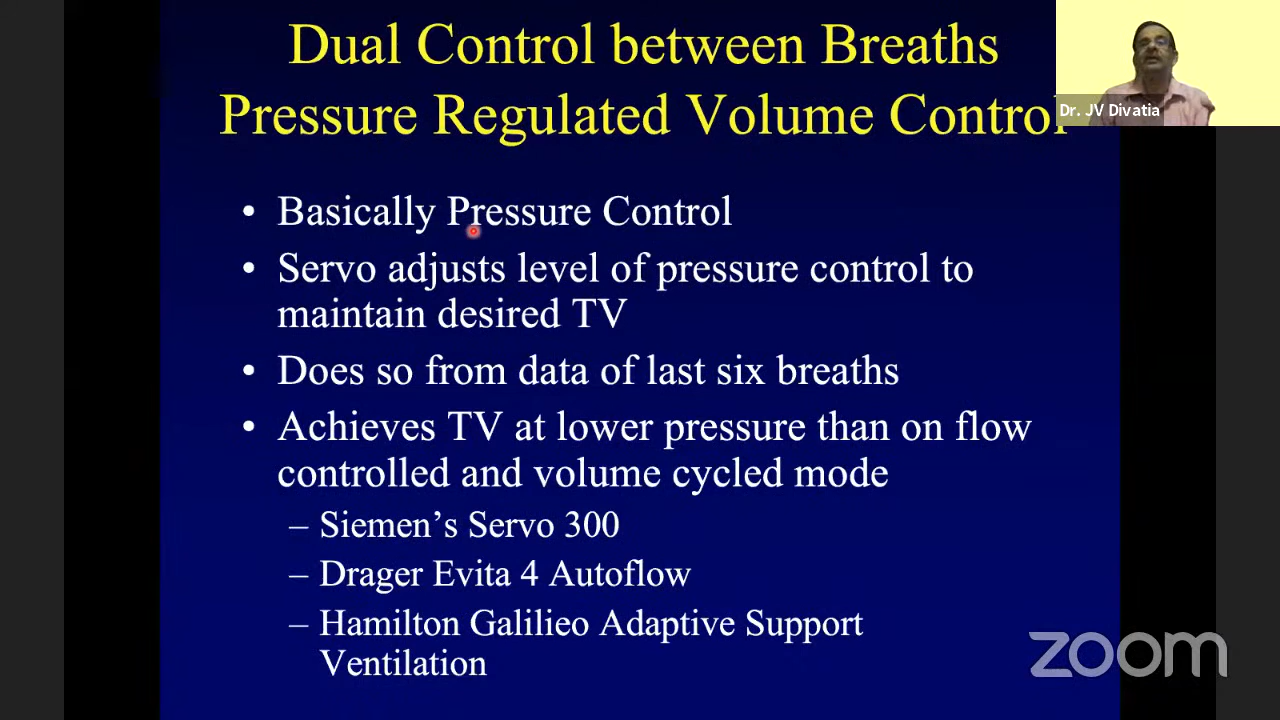 Dual Control between Breaths
Pressure Regulated Volume Control
Dr. JV Divatia
• Basically Pressure Control
• Servo adjusts level of pressure control to
maintain desired TV
• Does so from data of last six breaths
• Achieves TV at lower pressure than on flow
controlled and volume cycled mode
– Siemen’s Servo 300
– Drager Evita 4 Autoflow
– Hamilton Galilieo Adaptive Support
Ventilation
zoom